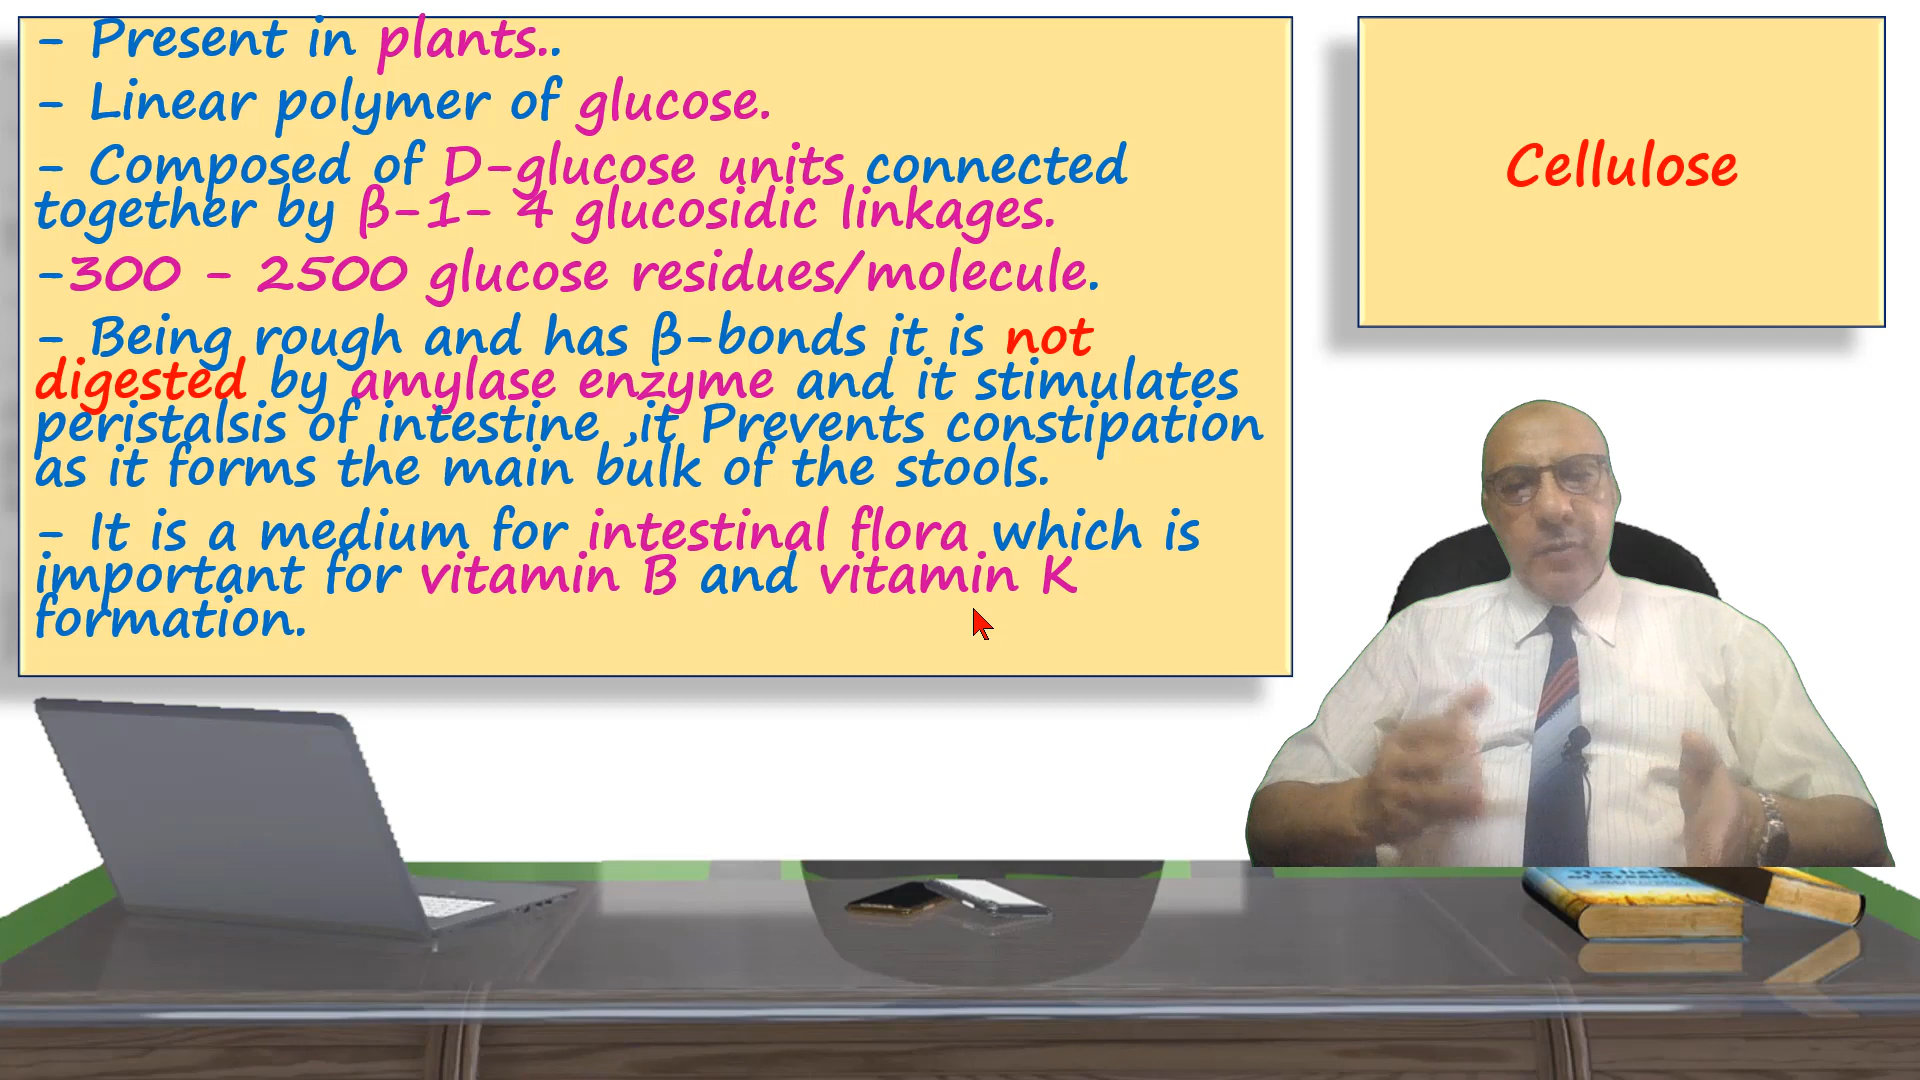 - Present in plants..
- Linear polymer of glucose.
- Composed of D-glucose units connected
together by β-1- 4 glucosidic linkages.
-300 - 2500 glucose residues/molecule.
- Being rough and has β-bonds it is not
digested by amylase enzyme and it stimulates
peristalsis of intestine ,it Prevents constipation
as it forms the main bulk of the stools.
- It is a medium for intestinal flora which is
important for vitamin B and vitamin K
formation.
Cellulose